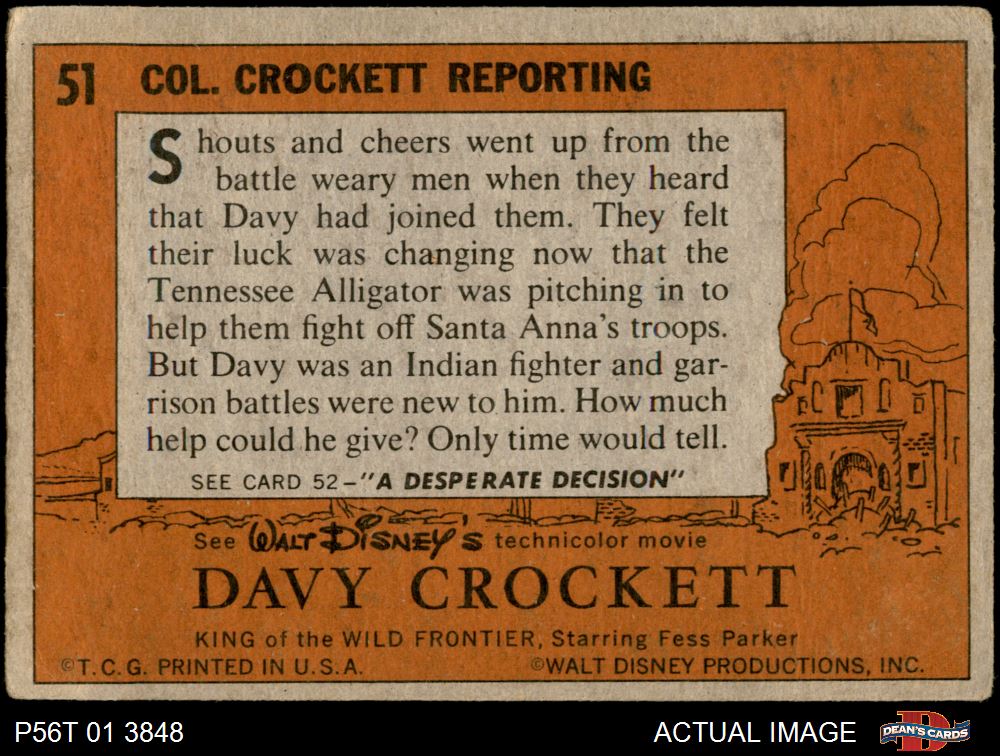 51 COL. CROCKETT REPORTING
Shouts and cheers went up from the
battle weary men when they heard
that Davy had joined them. They felt
their luck was changing now that the
Tennessee Alligator was pitching in to
help them fight off Santa Anna's troops.
But Davy was an Indian fighter and gar-
rison battles were new to him. How much
help could he give? Only time would tell.
SEE CARD 52-"A DESPERATE DECISION"
See WALT DISNEY'S technicolor movie
DAVY CROCKETT
KING of the WILD FRONTIER, Starring Fess Parker
©T.C.G. PRINTED IN U.S.A. ©WALT DISNEY PRODUCTIONS, INC.
P56T 01 3848 ACTUAL IMAGE D DEAN'S CARDS